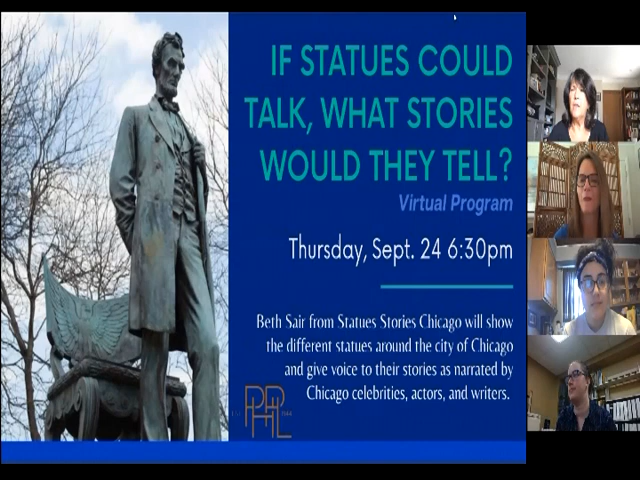 IF STATUES COULD
TALK, WHAT STORIES
WOULD THEY TELL?
Virtual Program
Thursday, Sept. 24 6:30pm
Beth Sair from Statues Stories Chicago will show
the different statues around the city of Chicago
and give voice to their stories as narrated by
Chicago celebrities, actors, and writers.